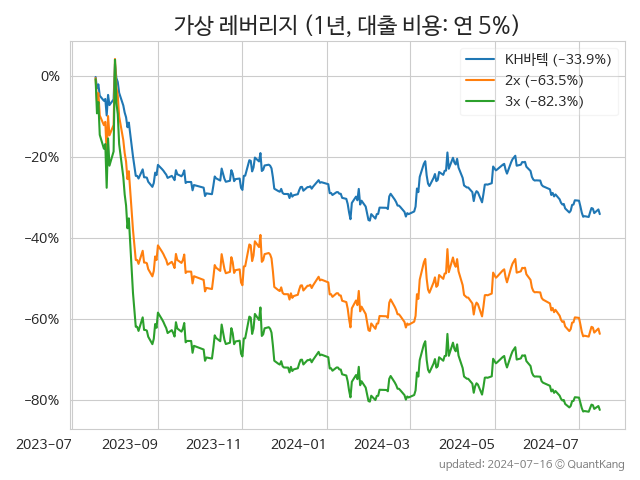 가상 레버리지 (1년, 대출 비용: 연 5%)
KH바텍 (−33.9%)
2x (−63.5%)
3x (−82.3%)
0%
−20%
−40%
−60%
−80%
2023-07 2023-09 2023-11 2024-01 2024-03 2024-05 2024-07
updated: 2024-07-16 © QuantKang